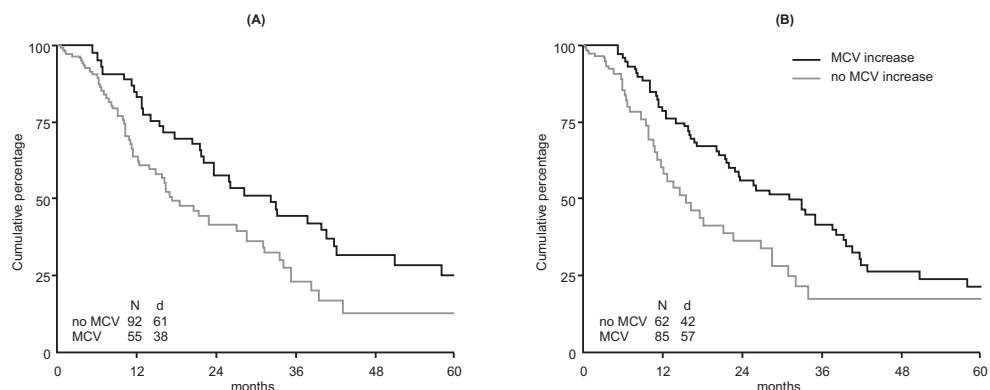 (A)
100
75
50
25
0
Cumulative percentage
N d
no MCV 92 61
MCV 55 38
0 12 24 36 48 60
months
(B)
100
75
50
25
0
Cumulative percentage
MCV increase
no MCV increase
N d
no MCV 62 42
MCV 85 57
0 12 24 36 48 60
months